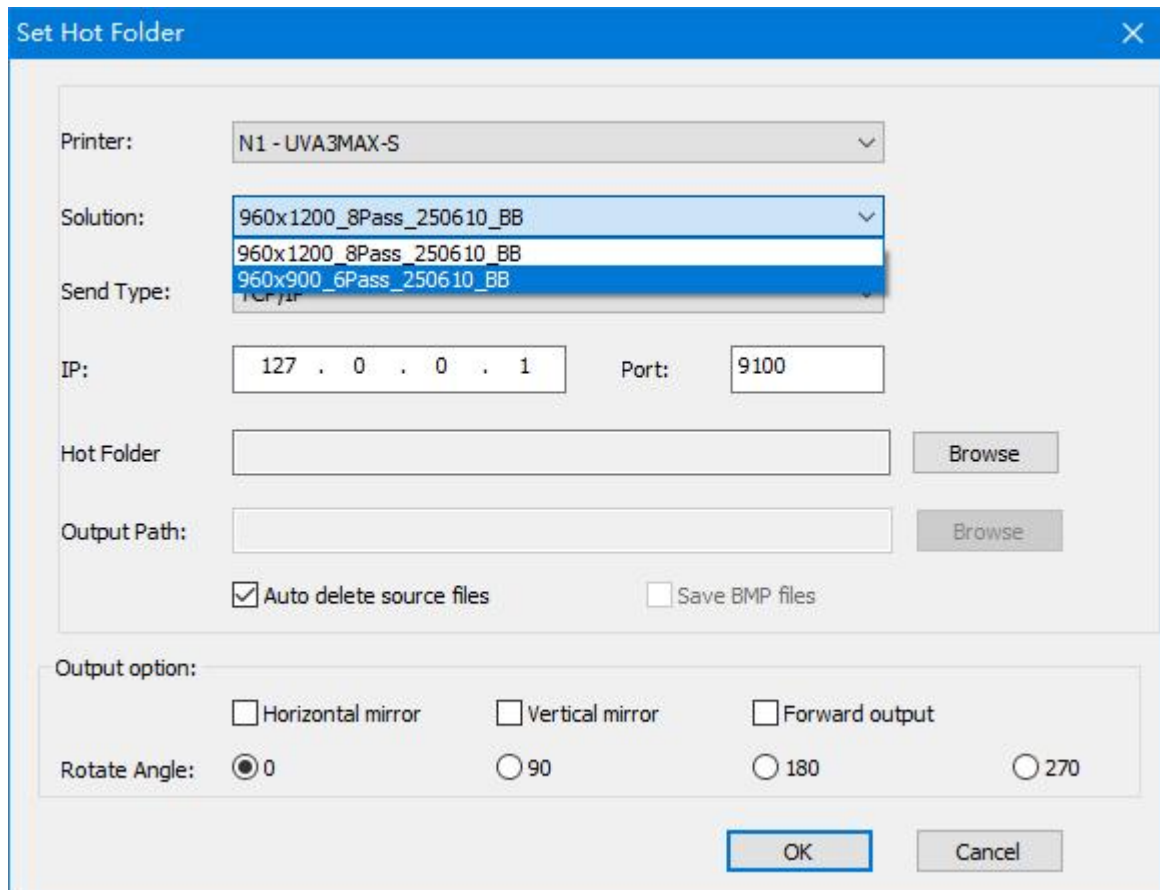 Set Hot Folder
Printer: N1 - UVA3MAX-S
Solution: 960x1200_8Pass_250610_BB
960x1200_8Pass_250610_BB
960x900_6Pass_250610_BB
Send Type: TCP/IP
IP: 127 . 0 . 0 . 1 Port: 9100
Hot Folder Browse
Output Path: Browse
Auto delete source files Save BMP files
Output option:
Horizontal mirror Vertical mirror Forward output
Rotate Angle: 0 90 180 270
OK Cancel